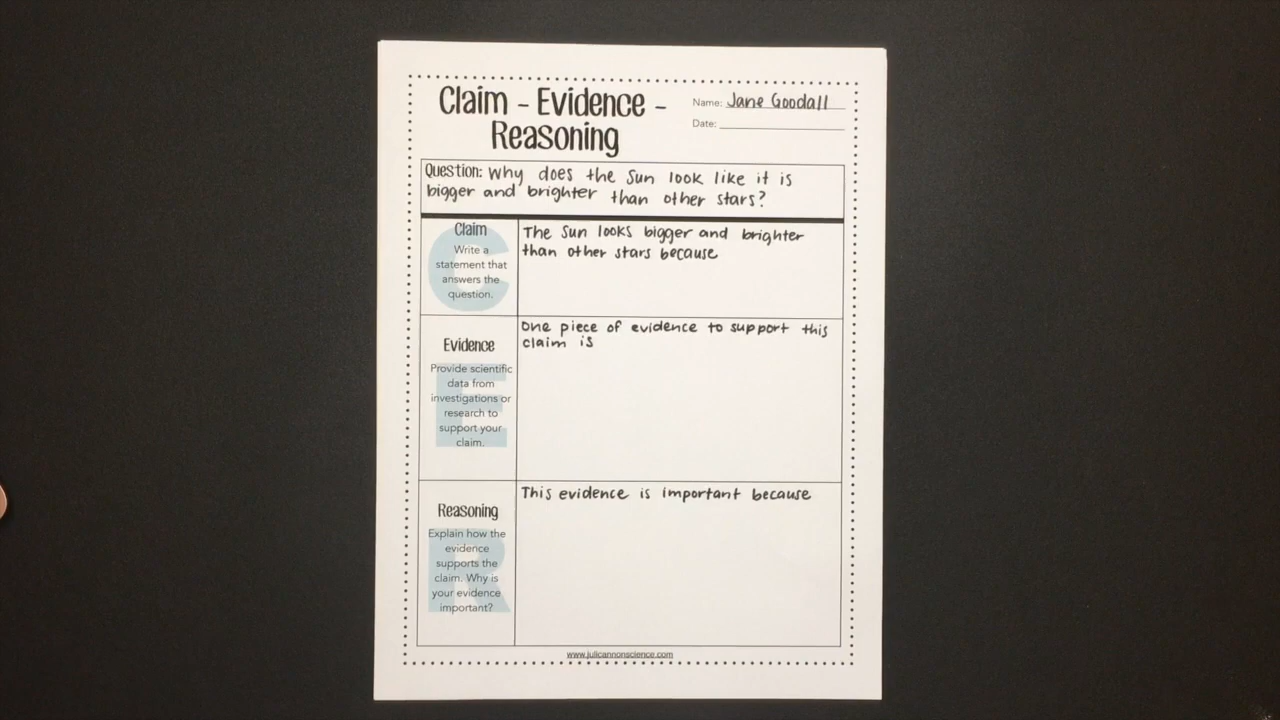 Claim - Evidence -
Reasoning
Name: Jane Goodall
Date:
Question: Why does the Sun look like it is
bigger and brighter than other stars?
Claim
Write a
statement that
answers the
question.
The Sun looks bigger and brighter
than other stars because
Evidence
Provide scientific
data from
investigations or
research to
support your
claim.
One piece of evidence to support this
claim is
Reasoning
Explain how the
evidence
supports the
claim. Why is
your evidence
important?
This evidence is important because
www.julicannonscience.com